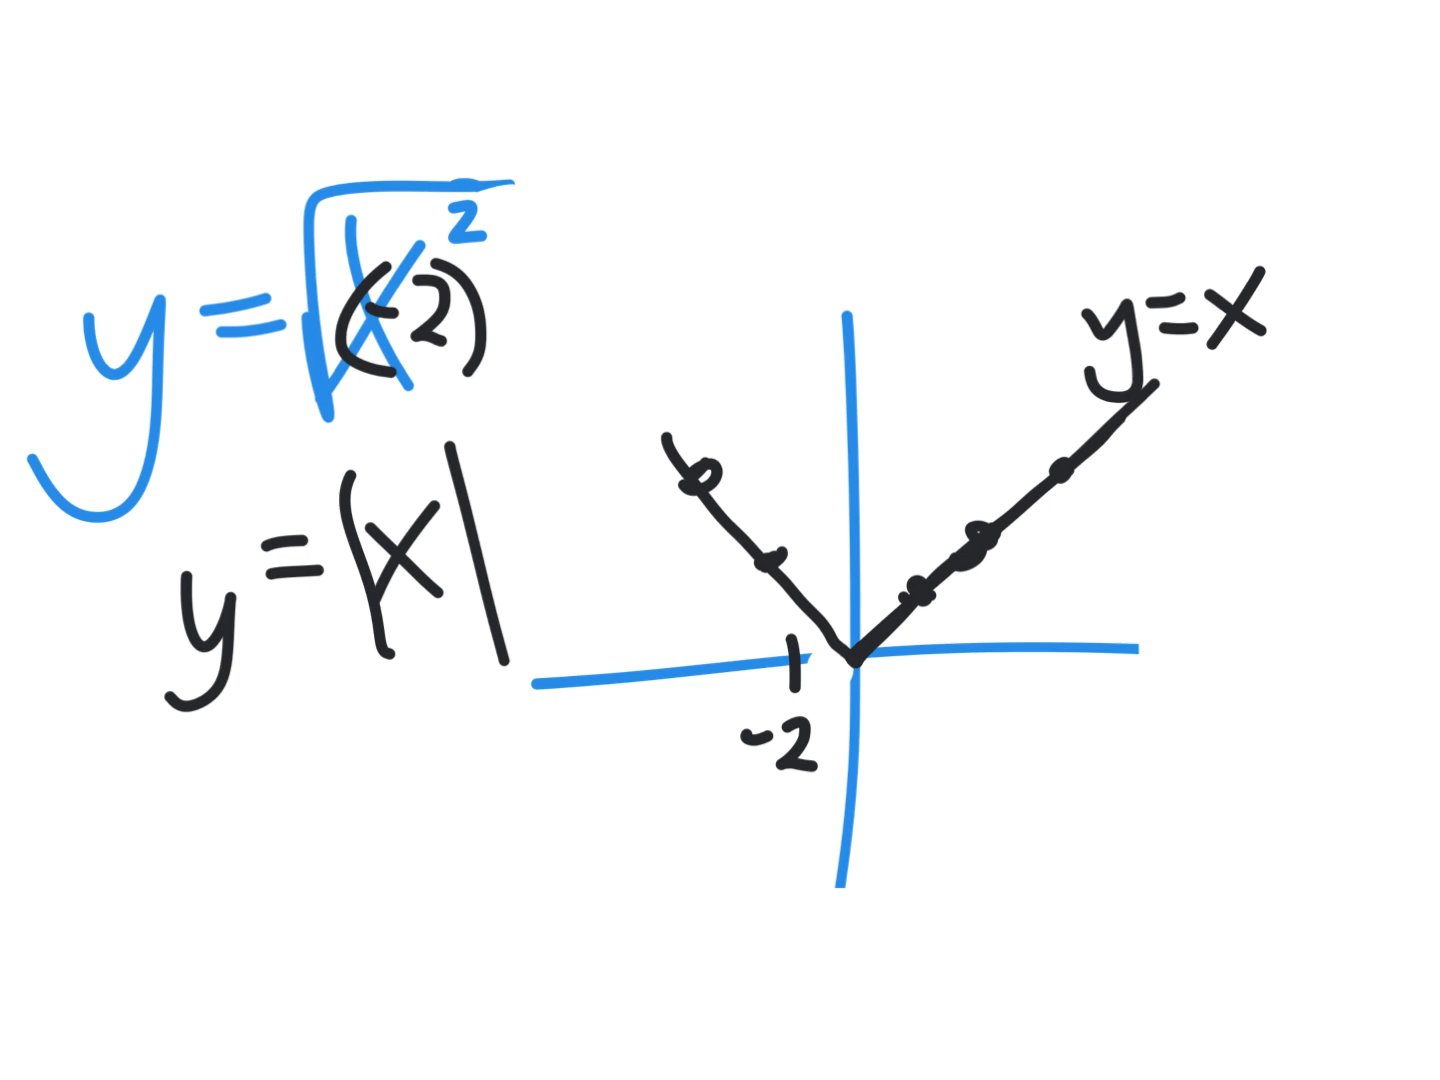 y = √x²
(-2)
y = |x|
y = x
-2